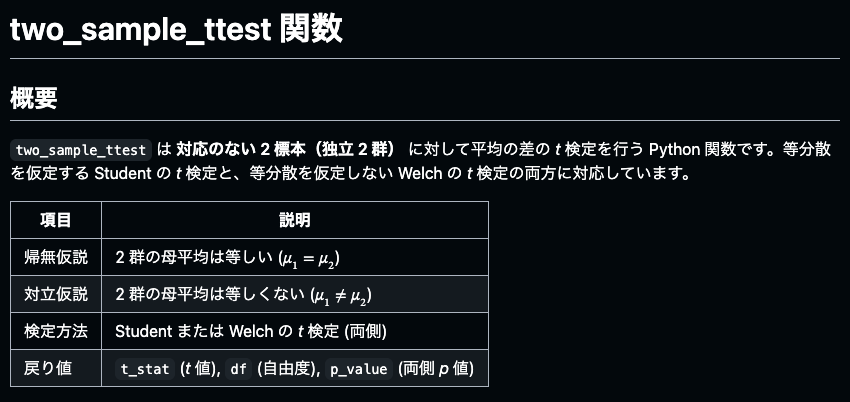 two_sample_ttest 関数
概要
two_sample_ttest は 対応のない 2 標本（独立 2 群） に対して平均の差の t 検定を行う Python 関数です。等分散
を仮定する Student の t 検定と、等分散を仮定しない Welch の t 検定の両方に対応しています。
項目 説明
帰無仮説 2 群の母平均は等しい (μ₁ = μ₂)
対立仮説 2 群の母平均は等しくない (μ₁ ≠ μ₂)
検定方法 Student または Welch の t 検定 (両側)
戻り値 t_stat (t 値), df (自由度), p_value (両側 p 値)